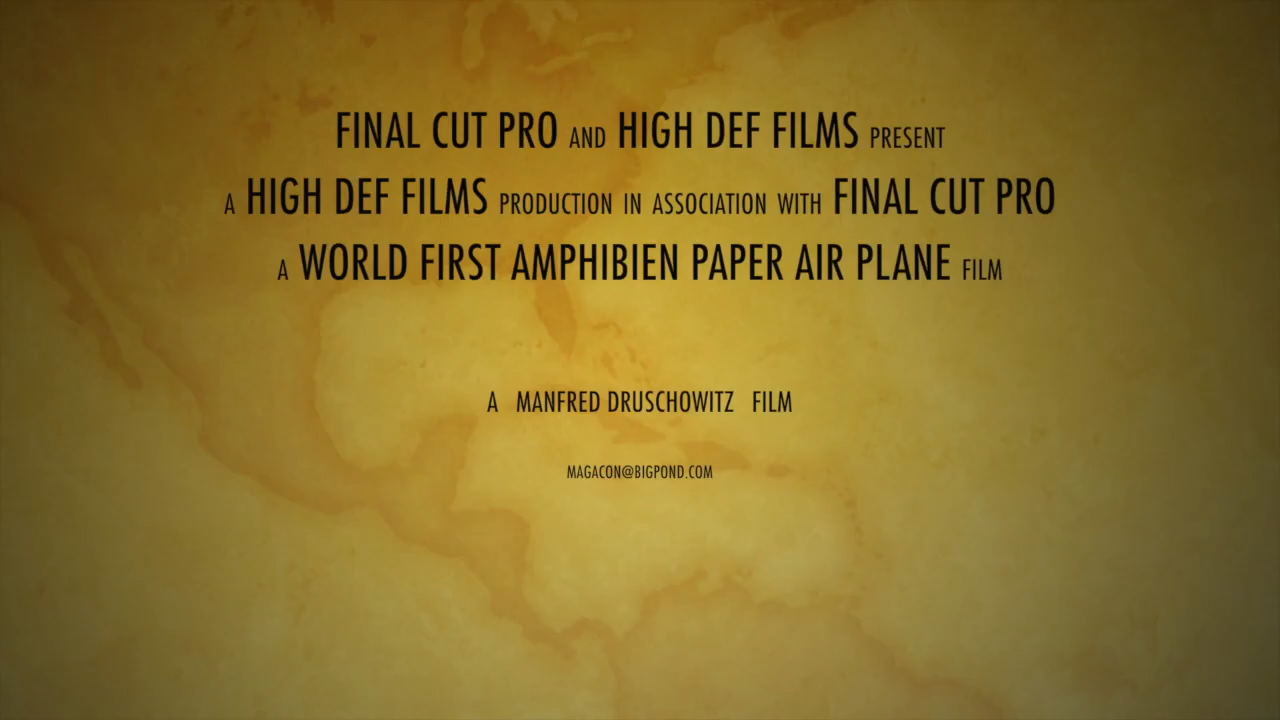 FINAL CUT PRO AND HIGH DEF FILMS PRESENT
A HIGH DEF FILMS PRODUCTION IN ASSOCIATION WITH FINAL CUT PRO
A WORLD FIRST AMPHIBIEN PAPER AIR PLANE FILM
A MANFRED DRUSCHOWITZ FILM
MAGACON@BIGPOND.COM